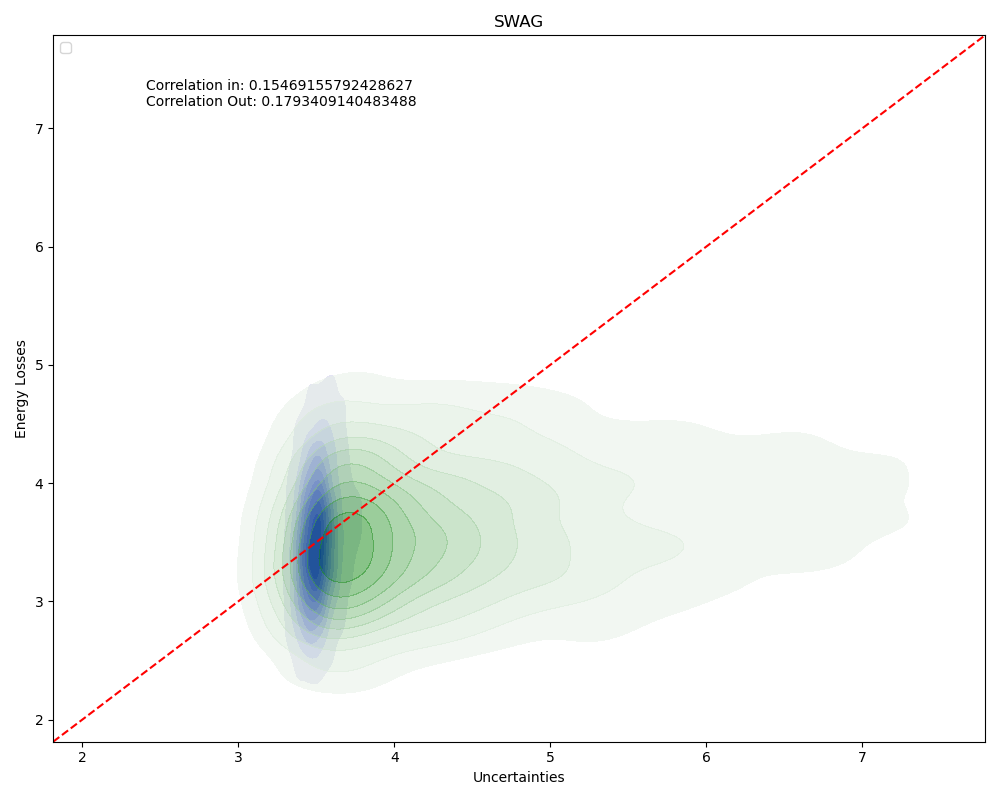 SWAG
Correlation in: 0.15469155792428627
Correlation Out: 0.1793409140483488
7
6
5
4
3
2
Energy Losses
2 3 4 5 6 7
Uncertainties